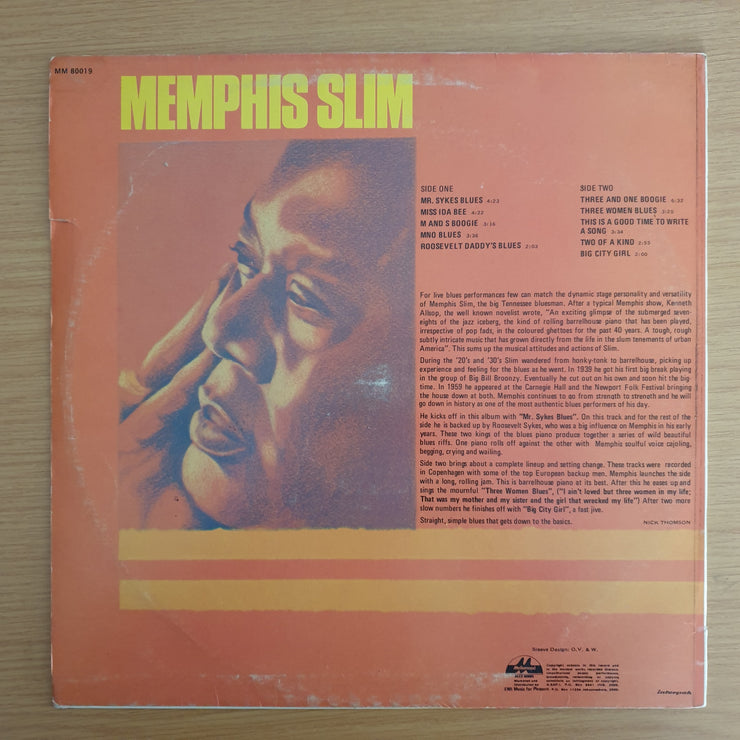 MM 80019
MEMPHIS SLIM
SIDE ONE
MR. SYKES BLUES 4:23
MISS IDA BEE 4:22
M AND S BOOGIE 3:16
MNO BLUES 3:36
ROOSEVELT DADDY'S BLUES 2:03
SIDE TWO
THREE AND ONE BOOGIE 6:32
THREE WOMEN BLUES 3:25
THIS IS A GOOD TIME TO WRITE
A SONG 3:34
TWO OF A KIND 2:55
BIG CITY GIRL 2:00
For live blues performances few can match the dynamic stage personality and versatility
of Memphis Slim, the big Tennessee bluesman. After a typical Memphis show, Kenneth
Allsop, the well known novelist wrote, "An exciting glimpse of the submerged seven-
eights of the jazz iceberg, the kind of rolling barrelhouse piano that has been played,
irrespective of pop fads, in the coloured ghettoes for the past 40 years. A tough, rough
subtly intricate music that has grown directly from the life in the slum tenements of urban
America". This sums up the musical attitudes and actions of Slim.
During the '20's and '30's Slim wandered from honky-tonk to barrelhouse, picking up
experience and feeling for the blues as he went. In 1939 he got his first big break playing
in the group of Big Bill Broonzy. Eventually he cut out on his own and soon hit the big-
time. In 1959 he appeared at the Carnegie Hall and the Newport Folk Festival bringing
the house down at both. Memphis continues to go from strength to strength and he will
go down in history as one of the most authentic blues performers of his day.
He kicks off in this album with "Mr. Sykes Blues". On this track and for the rest of the
side he is backed up by Roosevelt Sykes, who was a big influence on Memphis in his early
years. These two kings of the blues piano produce together a series of wild beautiful
blues riffs. One piano rolls off against the other with. Memphis soulful voice cajoling,
begging, crying and wailing.
Side two brings about a complete lineup and setting change. These tracks were recorded
in Copenhagen with some of the top European backup men. Memphis launches the side
with a long, rolling jam. This is barrelhouse piano at its best. After this he eases up and
sings the mournful "Three Women Blues", ("I ain't loved but three women in my life;
That was my mother and my sister and the girl that wrecked my life") After two more
slow numbers he finishes off with "Big City Girl", a fast jive.
Straight, simple blues that gets down to the basics. NICK THOMSON
Sleeve Design: O.V. & W.